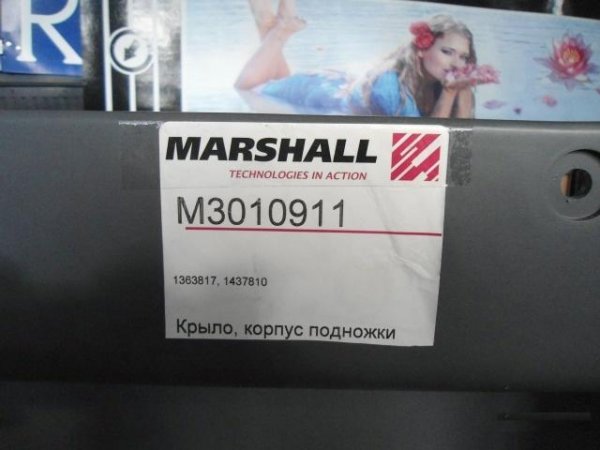 R
MARSHALL
TECHNOLOGIES IN ACTION
M3010911
1363817, 1437810
Крыло, корпус подножки